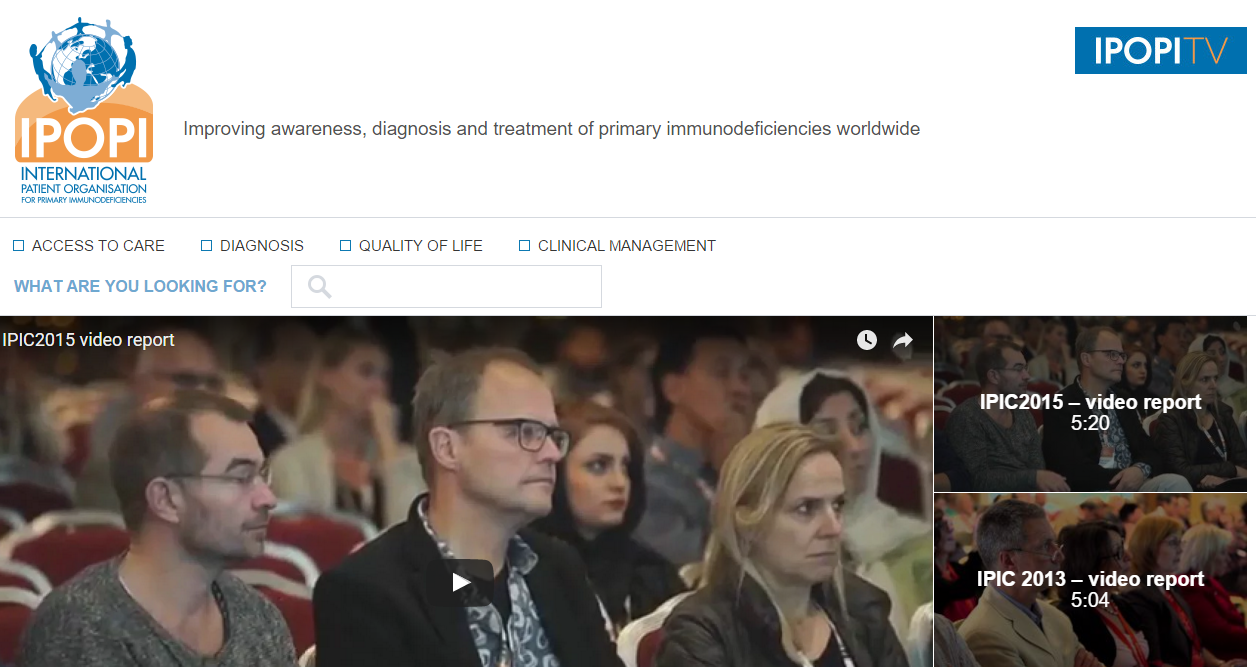 IPOPI
INTERNATIONAL
PATIENT ORGANISATION
FOR PRIMARY IMMUNODEFICIENCIES
IPOPITV
Improving awareness, diagnosis and treatment of primary immunodeficiencies worldwide
ACCESS TO CARE DIAGNOSIS QUALITY OF LIFE CLINICAL MANAGEMENT
WHAT ARE YOU LOOKING FOR?
IPIC2015 video report
IPIC2015 – video report
5:20
IPIC 2013 – video report
5:04